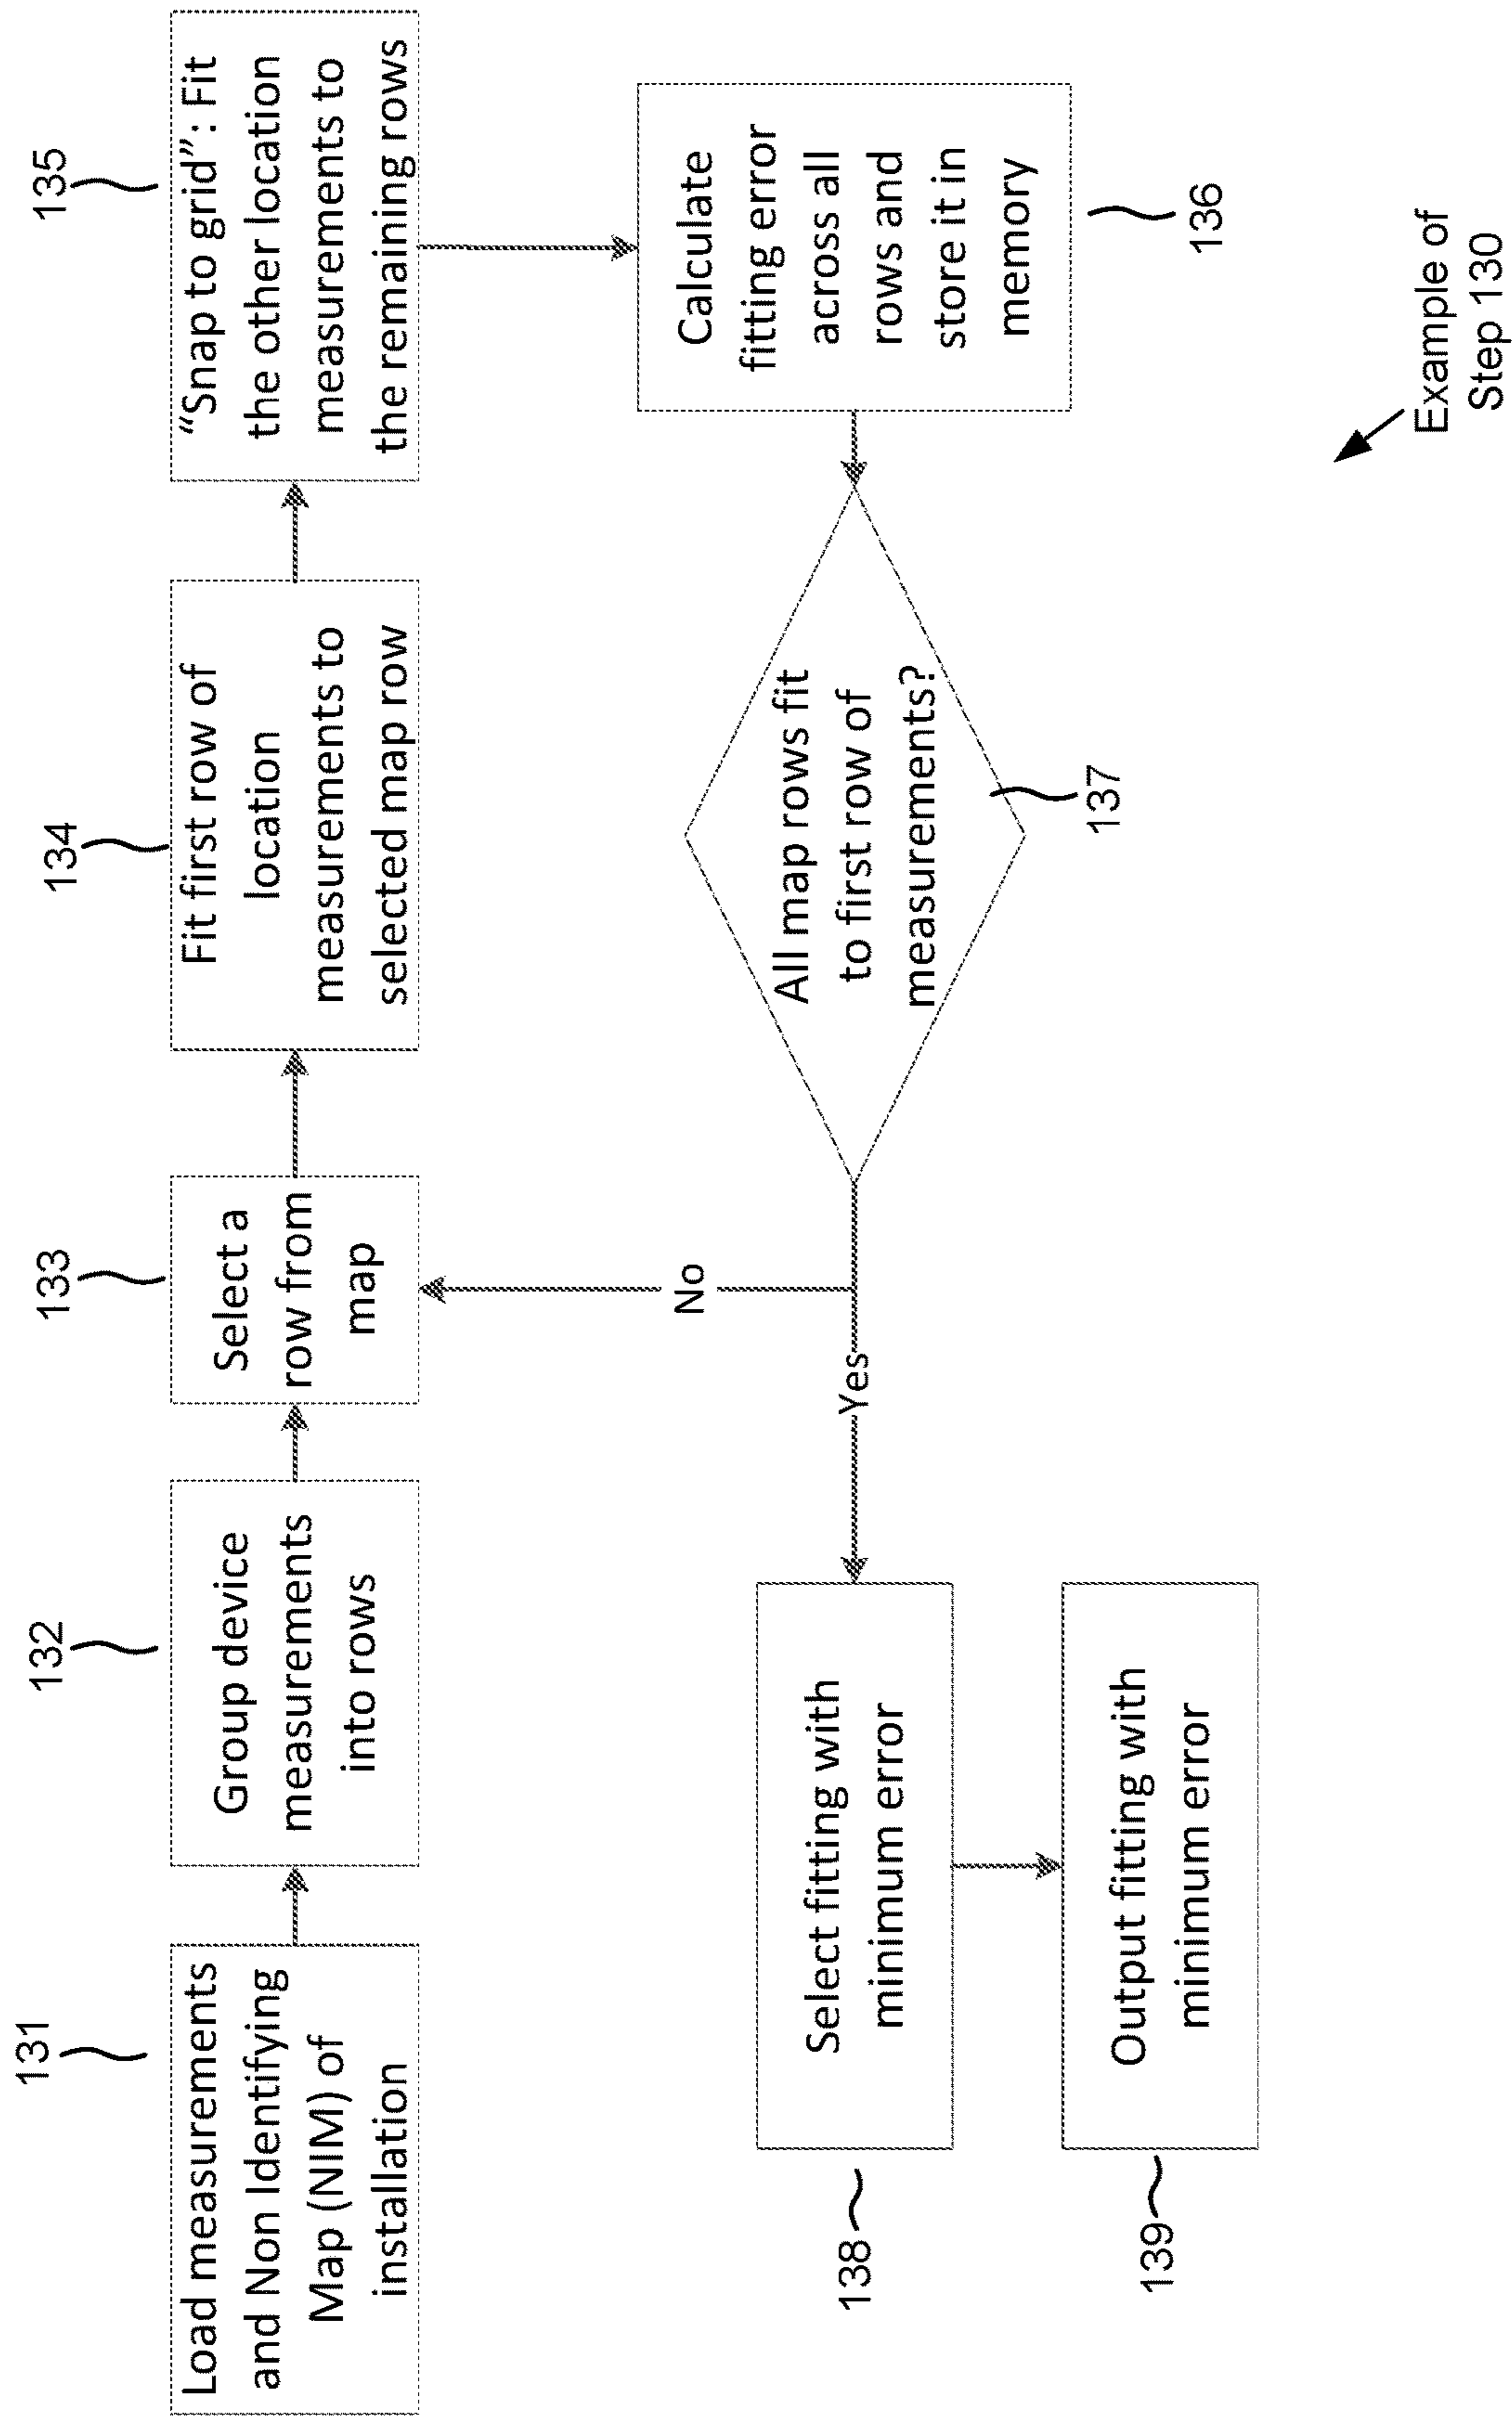 131
Load measurements
and Non Identifying
Map (NIM) of
installation
132
Group device
measurements
into rows
133
Select a
row from
map
134
Fit first row of
location
measurements to
selected map row
135
“Snap to grid”: Fit
the other location
measurements to
the remaining rows
Calculate
fitting error
across all
rows and
store it in
memory
136
All map rows fit
to first row of
measurements?
137
No
Yes
138
Select fitting with
minimum error
139
Output fitting with
minimum error
Example of
Step 130